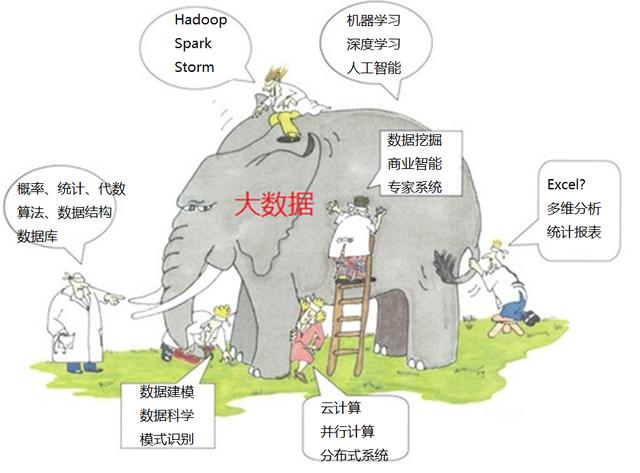 Hadoop
Spark
Storm
机器学习
深度学习
人工智能
数据挖掘
商业智能
专家系统
概率、统计、代数
算法、数据结构
数据库
大数据
Excel?
多维分析
统计报表
数据建模
数据科学
模式识别
云计算
并行计算
分布式系统